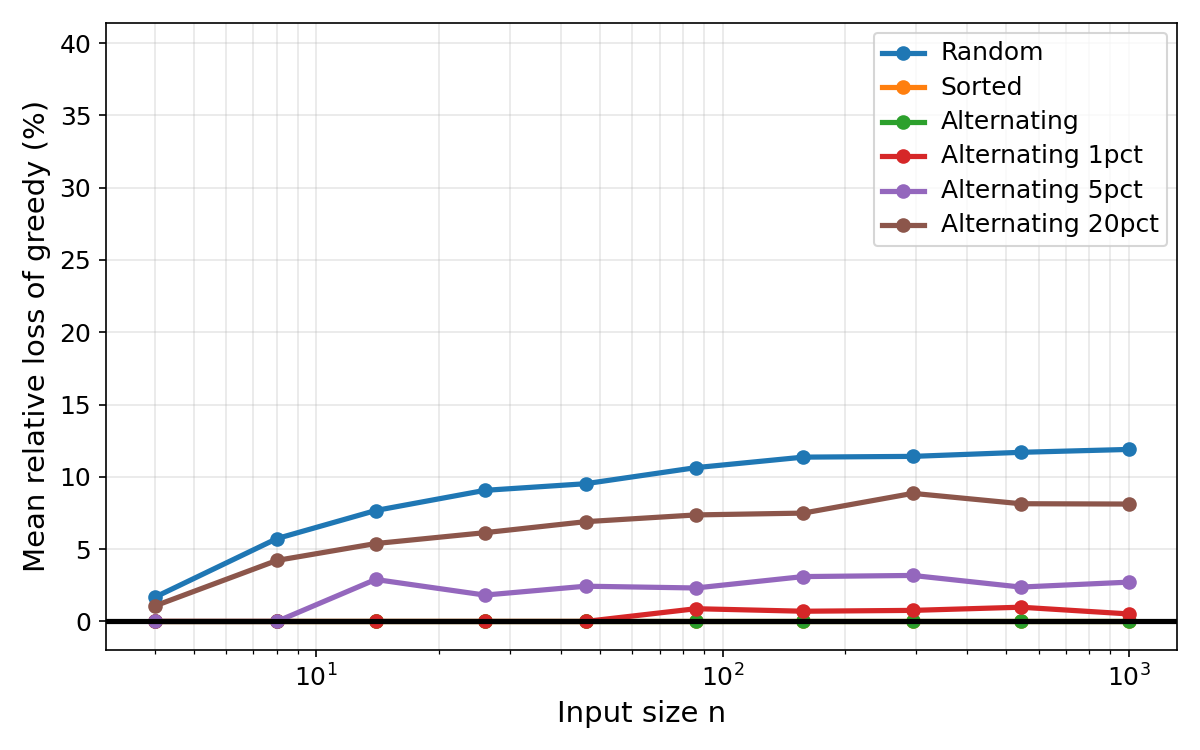 Mean relative loss of greedy (%)
40
35
30
25
20
15
10
5
0
Random
Sorted
Alternating
Alternating 1pct
Alternating 5pct
Alternating 20pct
10¹ 10² 10³
Input size n